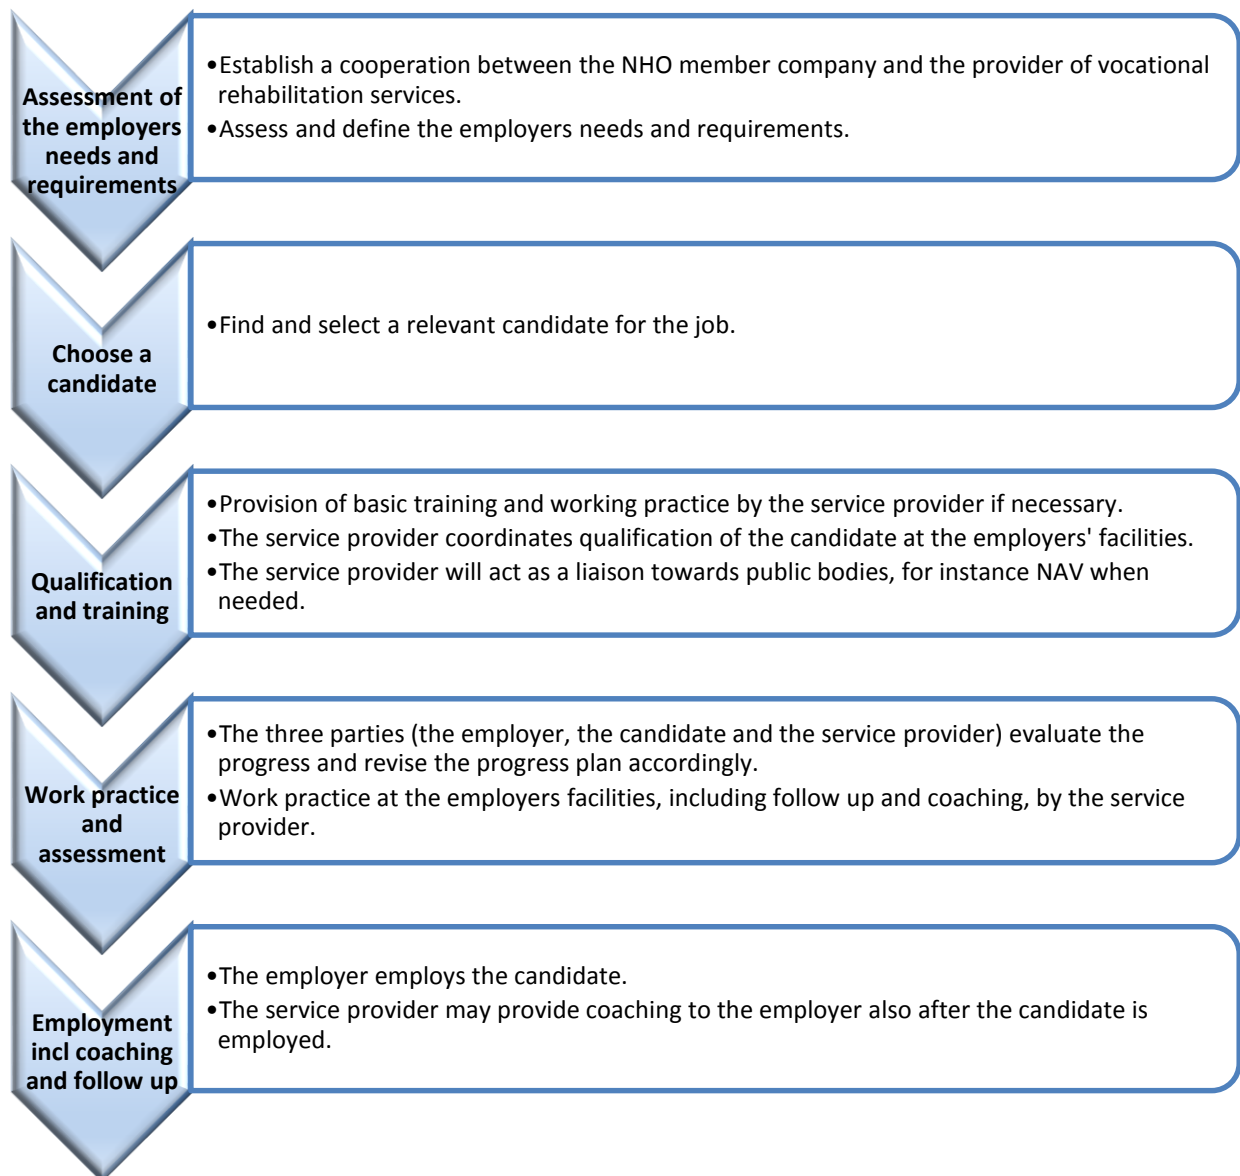 Assessment of
the employers
needs and
requirements
•Establish a cooperation between the NHO member company and the provider of vocational
rehabilitation services.
•Assess and define the employers needs and requirements.
Choose a
candidate
•Find and select a relevant candidate for the job.
Qualification
and training
•Provision of basic training and working practice by the service provider if necessary.
•The service provider coordinates qualification of the candidate at the employers' facilities.
•The service provider will act as a liaison towards public bodies, for instance NAV when
needed.
Work practice
and
assessment
•The three parties (the employer, the candidate and the service provider) evaluate the
progress and revise the progress plan accordingly.
•Work practice at the employers facilities, including follow up and coaching, by the service
provider.
Employment
incl coaching
and follow up
•The employer employs the candidate.
•The service provider may provide coaching to the employer also after the candidate is
employed.